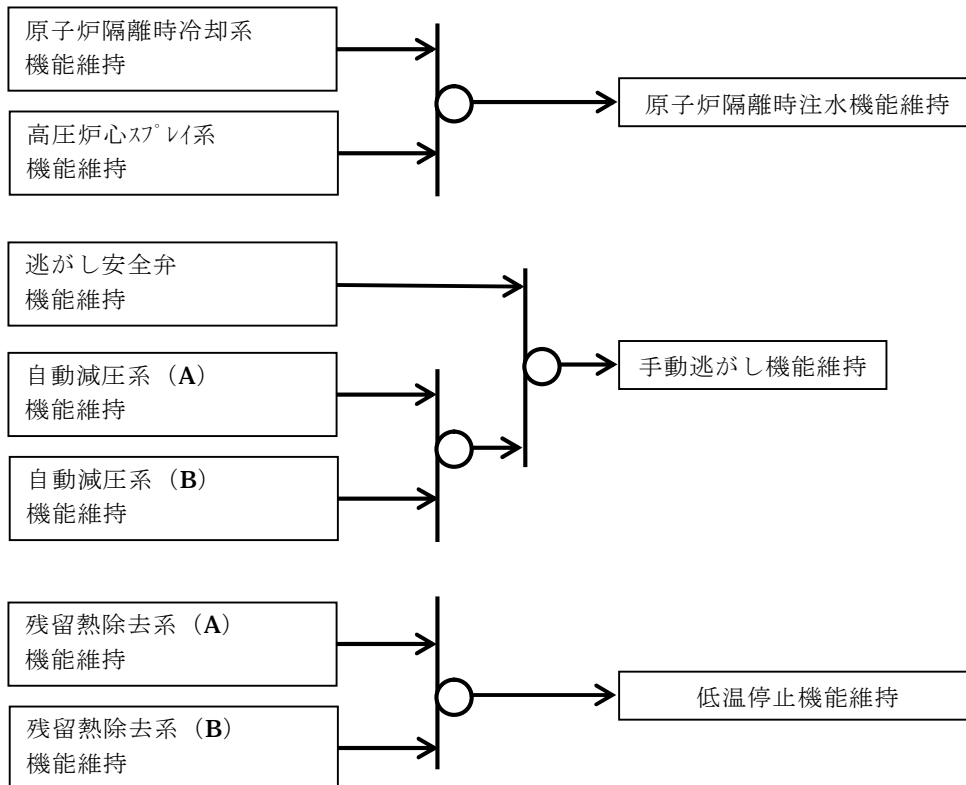 原子炉隔離時冷却系
機能維持
原子炉隔離時注水機能維持
高圧炉心ｽﾌﾟﾚｲ系
機能維持
逃がし安全弁
機能維持
手動逃がし機能維持
自動減圧系（A）
機能維持
自動減圧系（B）
機能維持
残留熱除去系（A）
機能維持
低温停止機能維持
残留熱除去系（B）
機能維持